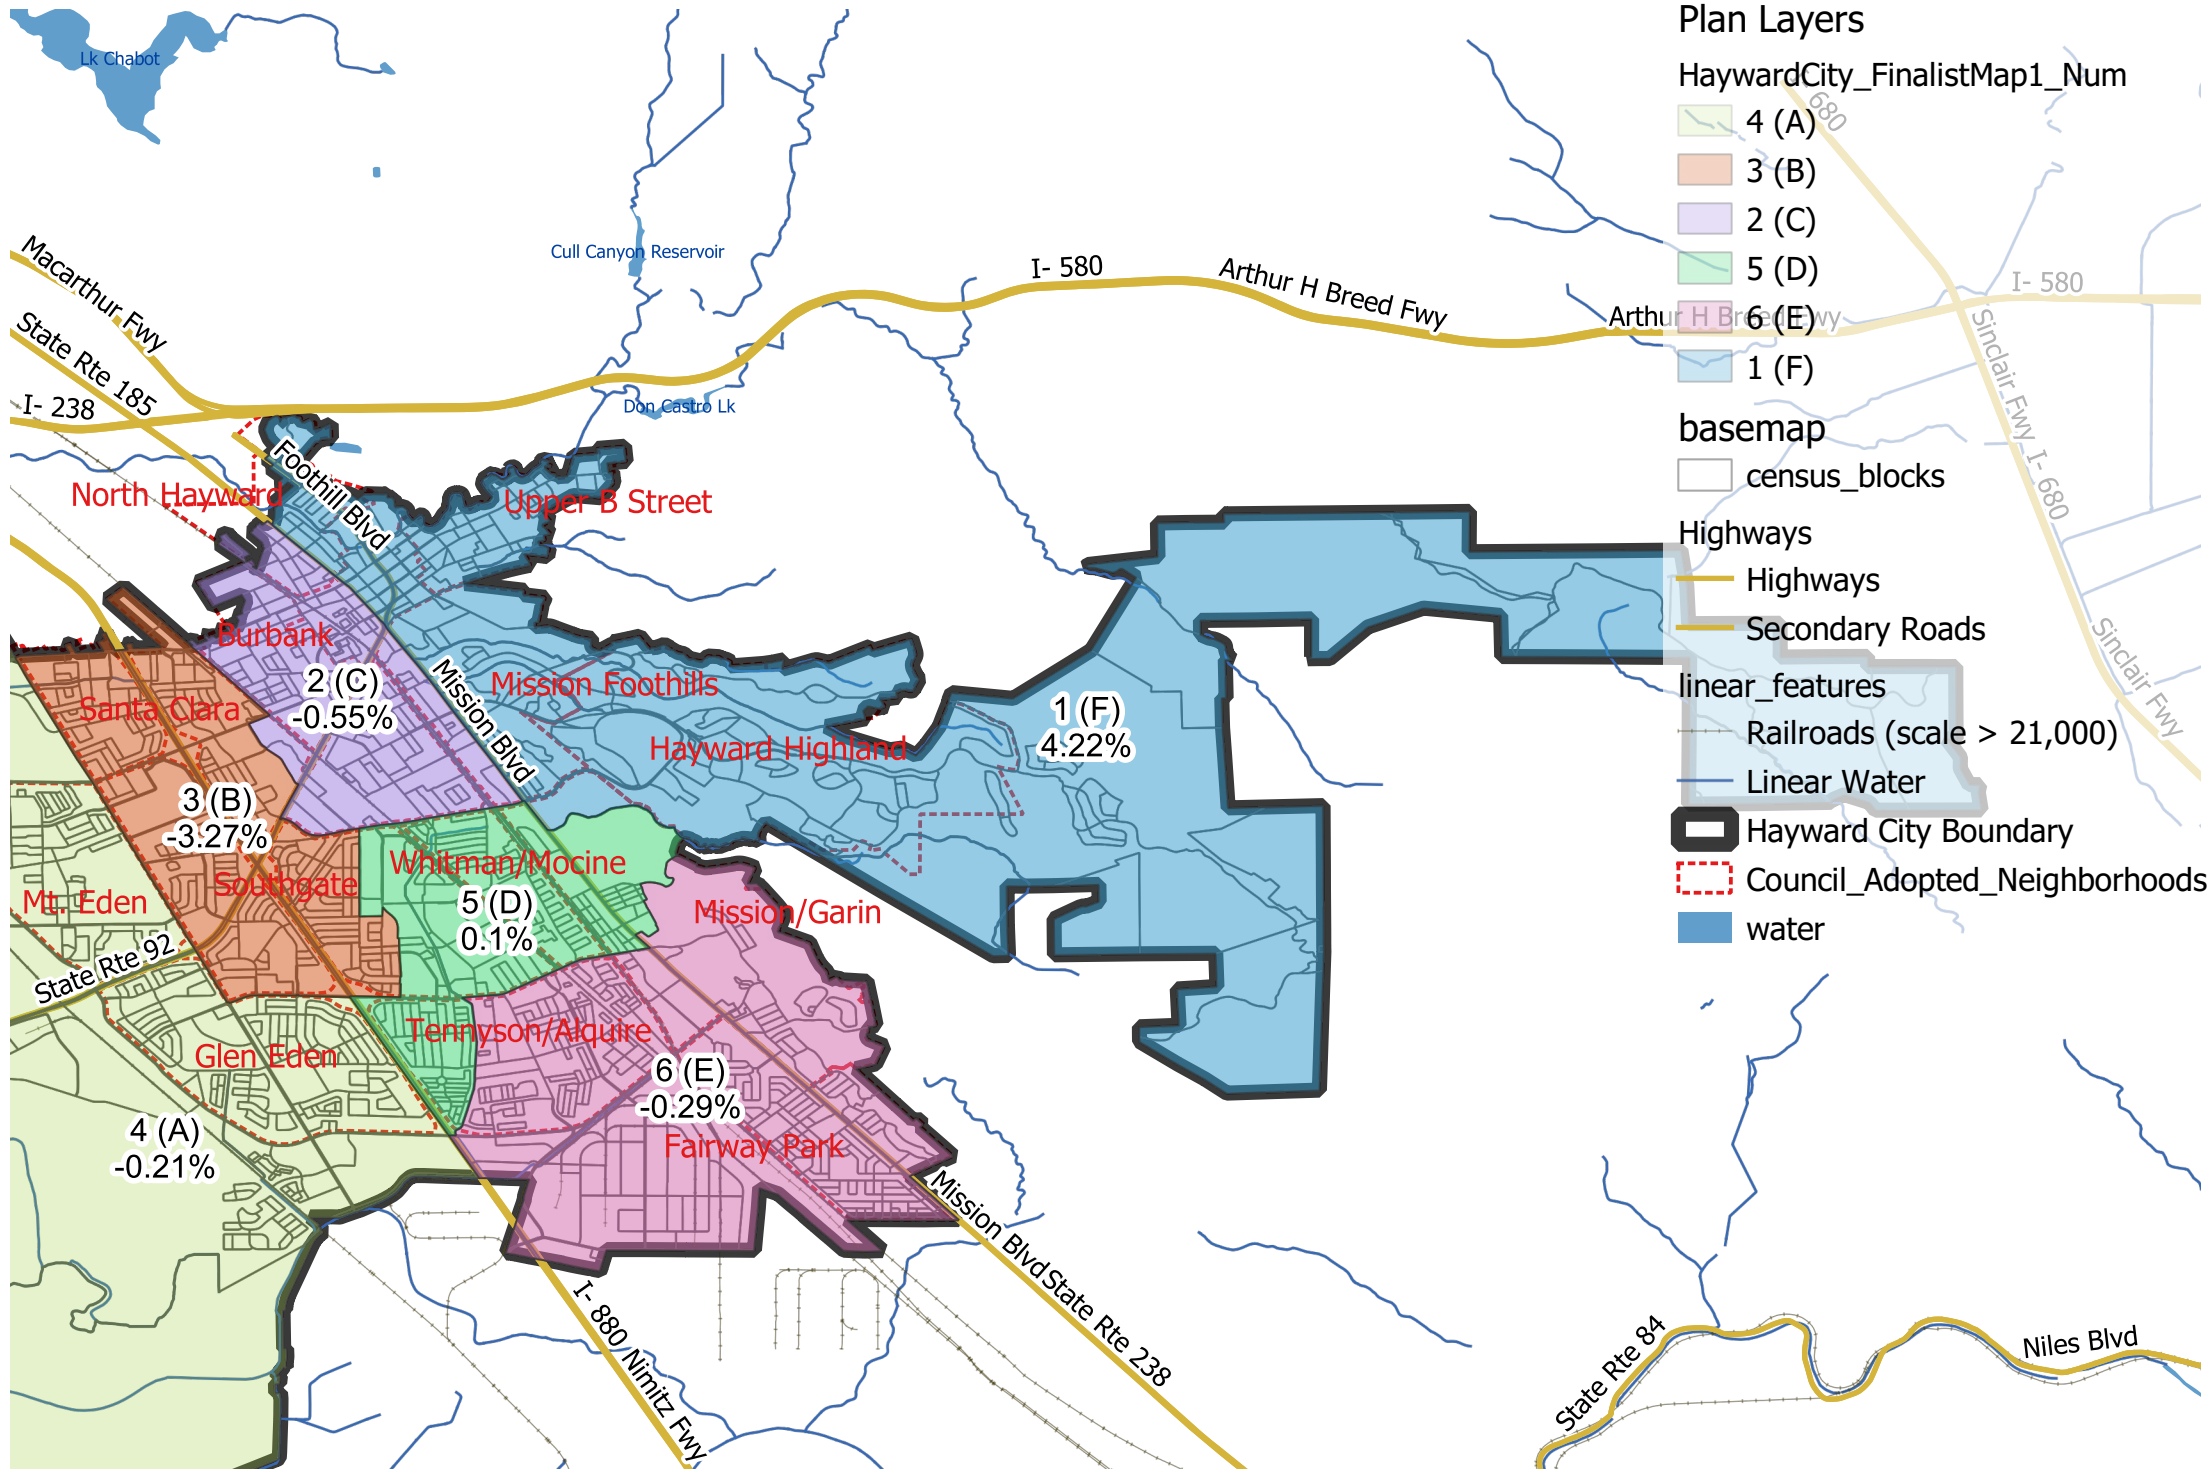 Lk Chabot
Cull Canyon Reservoir
Macarthur Fwy
State Rte 185
I- 238
I- 580
Arthur H Breed Fwy
Arthur H Breed Fwy
Don Castro Lk
Foothill Blvd
North Hayward
Upper B Street
Burbank
2 (C)
-0.55%
Mission Blvd
Mission Foothills
Santa Clara
Hayward Highland
1 (F)
4.22%
3 (B)
-3.27%
Whitman/Mocine
Southgate
Mt. Eden
5 (D)
0.1%
Mission/Garin
State Rte 92
Tennyson/Alquire
Glen Eden
6 (E)
-0.29%
4 (A)
-0.21%
Fairway Park
Mission Blvd
State Rte 238
I- 880 Nimitz Fwy
State Rte 84
Niles Blvd
Plan Layers
HaywardCity_FinalistMap1_Num
4 (A)
3 (B)
2 (C)
5 (D)
6 (E)
1 (F)
basemap
census_blocks
Highways
Highways
Secondary Roads
linear_features
Railroads (scale > 21,000)
Linear Water
Hayward City Boundary
Council_Adopted_Neighborhoods
water
680
I- 580
Sinclair Fwy I- 680
Sinclair Fwy